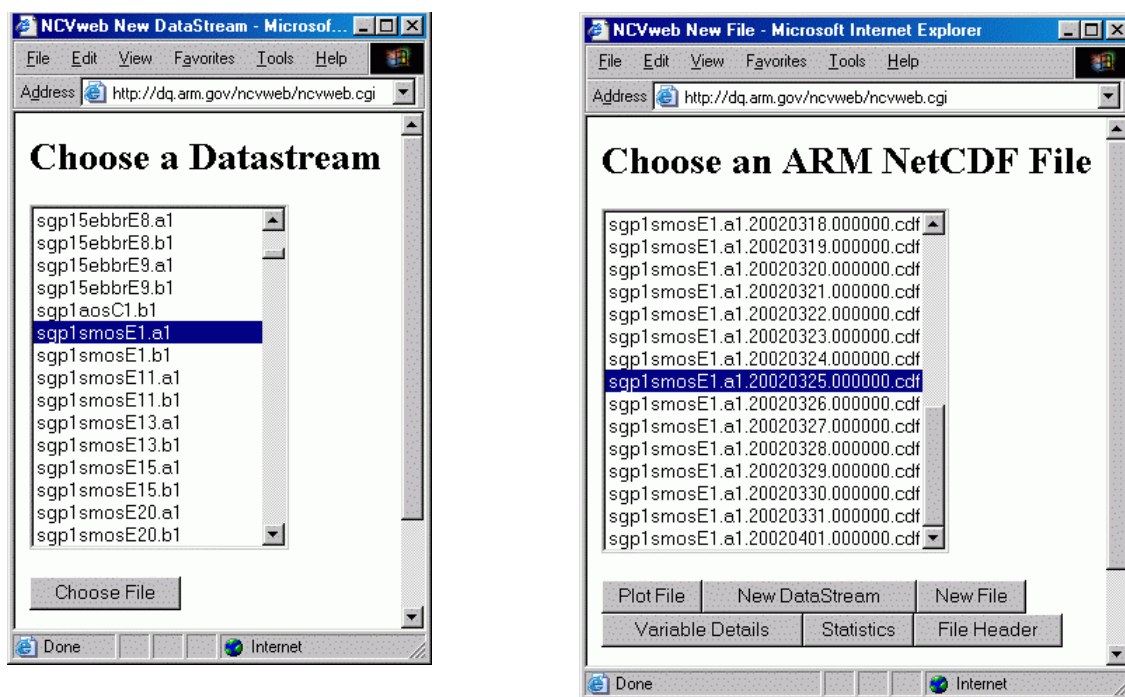 NCVweb New DataStream - Microsof...
File Edit View Favorites Tools Help
Address http://dq.arm.gov/ncvweb/ncvweb.cgi
Choose a Datastream
sgp15ebbrE8.a1
sgp15ebbrE8.b1
sgp15ebbrE9.a1
sgp15ebbrE9.b1
sgp1aosC1.b1
sgp1smosE1.a1
sgp1smosE1.b1
sgp1smosE11.a1
sgp1smosE11.b1
sgp1smosE13.a1
sgp1smosE13.b1
sgp1smosE15.a1
sgp1smosE15.b1
sgp1smosE20.a1
sgp1smosE20.b1
Choose File
Done Internet
NCVweb New File - Microsoft Internet Explorer
File Edit View Favorites Tools Help
Address http://dq.arm.gov/ncvweb/ncvweb.cgi
Choose an ARM NetCDF File
sgp1smosE1.a1.20020318.000000.cdf
sgp1smosE1.a1.20020319.000000.cdf
sgp1smosE1.a1.20020320.000000.cdf
sgp1smosE1.a1.20020321.000000.cdf
sgp1smosE1.a1.20020322.000000.cdf
sgp1smosE1.a1.20020323.000000.cdf
sgp1smosE1.a1.20020324.000000.cdf
sgp1smosE1.a1.20020325.000000.cdf
sgp1smosE1.a1.20020326.000000.cdf
sgp1smosE1.a1.20020327.000000.cdf
sgp1smosE1.a1.20020328.000000.cdf
sgp1smosE1.a1.20020329.000000.cdf
sgp1smosE1.a1.20020330.000000.cdf
sgp1smosE1.a1.20020331.000000.cdf
sgp1smosE1.a1.20020401.000000.cdf
Plot File New DataStream New File
Variable Details Statistics File Header
Done Internet